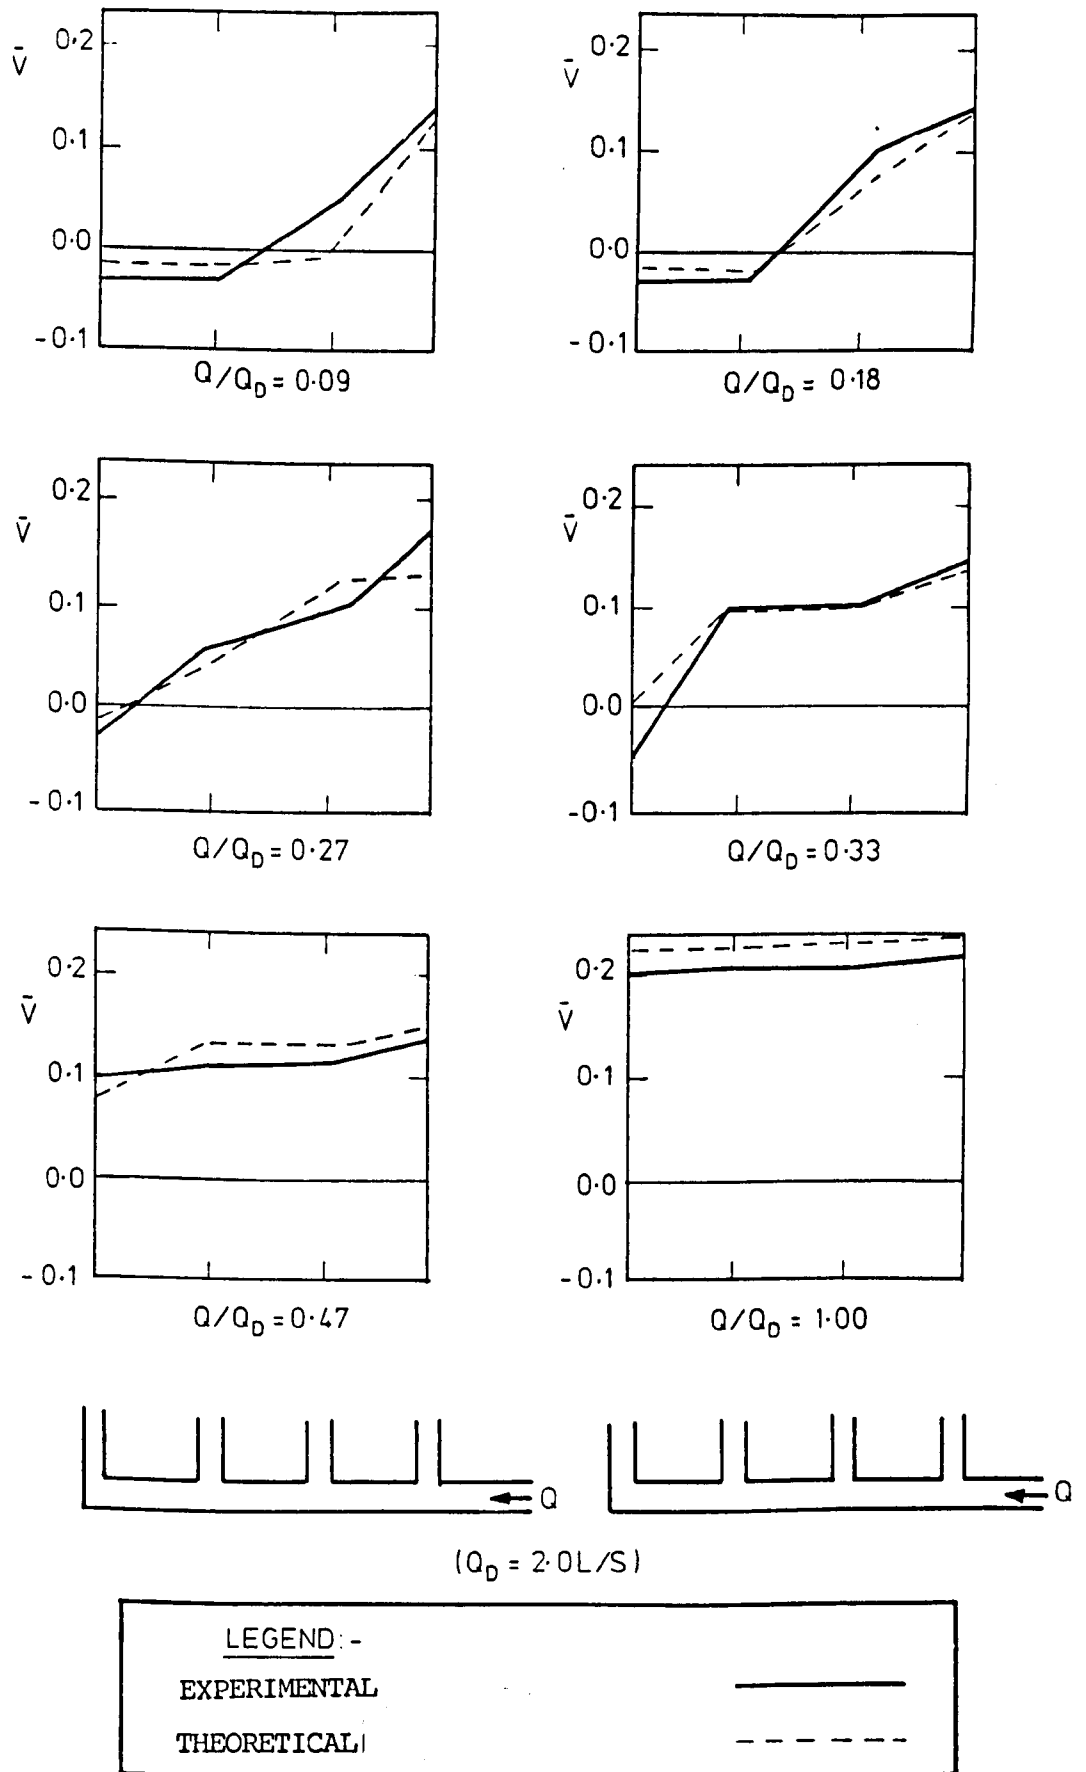 V̄
0·2
0·1
0·0
-0·1
Q/Q_D = 0·09
V̄
0·2
0·1
0·0
-0·1
Q/Q_D = 0·18
V̄
0·2
0·1
0·0
-0·1
Q/Q_D = 0·27
V̄
0·2
0·1
0·0
-0·1
Q/Q_D = 0·33
V̄
0·2
0·1
0·0
-0·1
Q/Q_D = 0·47
V̄
0·2
0·1
0·0
-0·1
Q/Q_D = 1·00
Q
Q
(Q_D = 2·0L/S)
LEGEND:-
EXPERIMENTAL
THEORETICAL